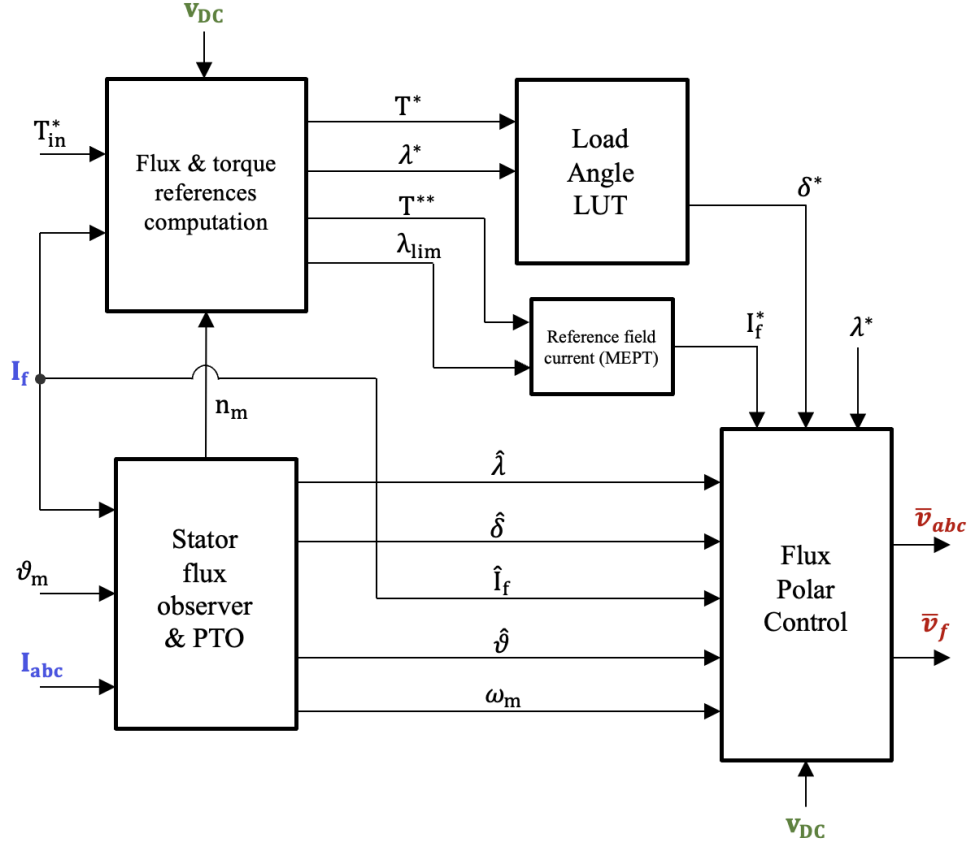 v_DC
T*_in
Flux & torque
references
computation
T*
λ*
T**
λ_lim
Load
Angle
LUT
δ*
Reference field
current (MEPT)
I*_f
λ*
I_f
n_m
Stator
flux
observer
& PTO
ϑ_m
I_abc
λ̂
δ̂
Î_f
ϑ̂
ω_m
Flux
Polar
Control
v̅_abc
v̅_f
v_DC